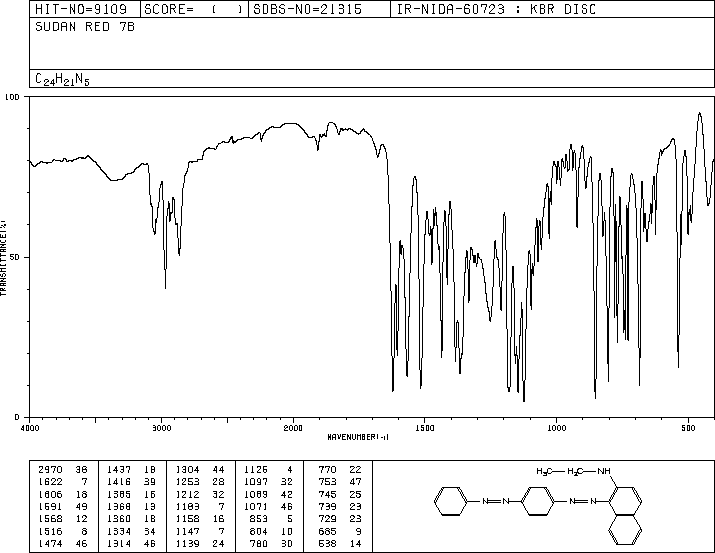 HIT-NO=9109 SCORE= ( ) SDBS-NO=21315 IR-NIDA-60723 : KBR DISC
SUDAN RED 7B
C24H21N5
100
50
0
TRANSMITTANCE(%)
4000 3000 2000 1500 1000 500
WAVENUMBER(-1)
2970 38 1437 18 1304 44 1126 4 770 22
1622 7 1416 39 1253 28 1097 32 753 47
1606 18 1385 16 1212 32 1089 42 745 25
1591 49 1368 13 1183 7 1071 46 739 23
1568 12 1360 18 1158 16 853 5 729 23
1516 8 1334 34 1147 7 804 10 685 9
1474 46 1314 46 1139 24 780 30 538 14
H3C H2C NH
N=N N=N